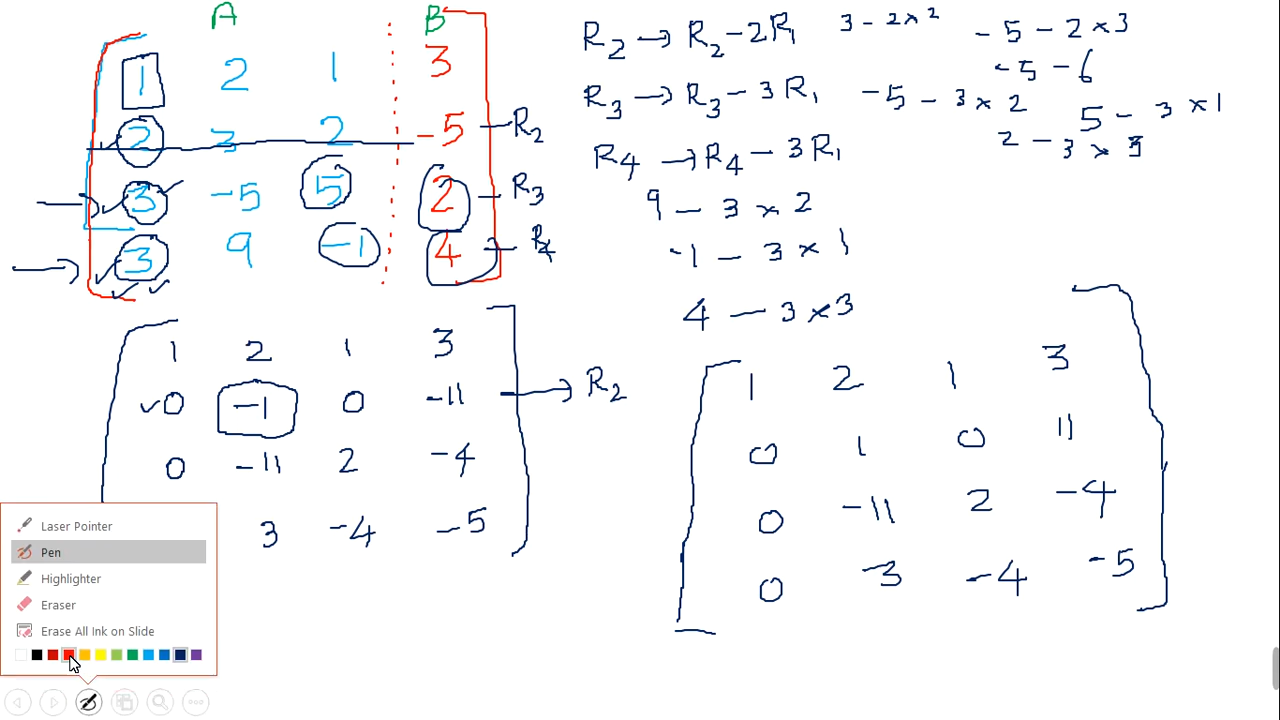 A B
1 2 1 3
2 3 2 -5 — R2
3 -5 5 2 — R3
3 9 -1 4 — R4
R2 → R2 - 2R1 3 - 2 × 2 - 5 - 2 × 3
- 5 - 6
R3 → R3 - 3R1 - 5 - 3 × 2 5 - 3 × 1
2 - 3 × 3
R4 → R4 - 3R1
9 - 3 × 2
-1 - 3 × 1
4 - 3 × 3
1 2 1 3
0 -1 0 -11 → R2
0 -11 2 -4
3 -4 -5
1 2 1 3
0 1 0 11
0 -11 2 -4
0 3 -4 -5
Laser Pointer
Pen
Highlighter
Eraser
Erase All Ink on Slide